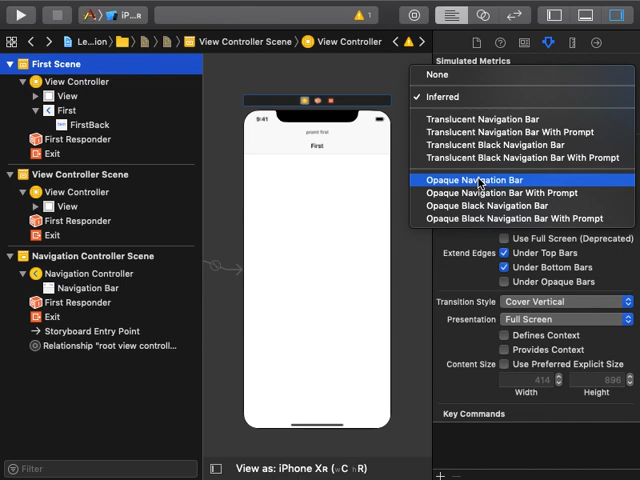 iP...R
1
Le...ion
View Controller Scene
View Controller
First Scene
View Controller
View
First
FirstBack
First Responder
Exit
View Controller Scene
View Controller
View
First Responder
Exit
Navigation Controller Scene
Navigation Controller
Navigation Bar
First Responder
Exit
Storyboard Entry Point
Relationship "root view controll...
Filter
9:41
First
View as: iPhone XR (wC hR)
Simulated Metrics
None
Inferred
Translucent Navigation Bar
Translucent Navigation Bar With Prompt
Translucent Black Navigation Bar
Translucent Black Navigation Bar With Prompt
Opaque Navigation Bar
Opaque Navigation Bar With Prompt
Opaque Black Navigation Bar
Opaque Black Navigation Bar With Prompt
Use Full Screen (Deprecated)
Extend Edges Under Top Bars
Under Bottom Bars
Under Opaque Bars
Transition Style Cover Vertical
Presentation Full Screen
Defines Context
Provides Context
Content Size Use Preferred Explicit Size
414 896
Width Height
Key Commands